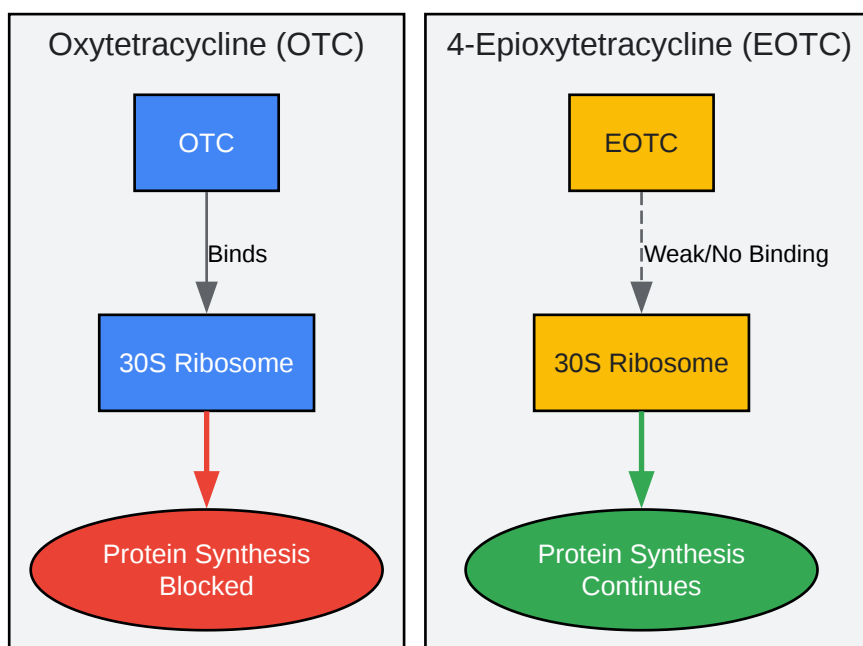 Oxytetracycline (OTC)
OTC
Binds
30S Ribosome
Protein Synthesis
Blocked
4-Epioxytetracycline (EOTC)
EOTC
Weak/No Binding
30S Ribosome
Protein Synthesis
Continues